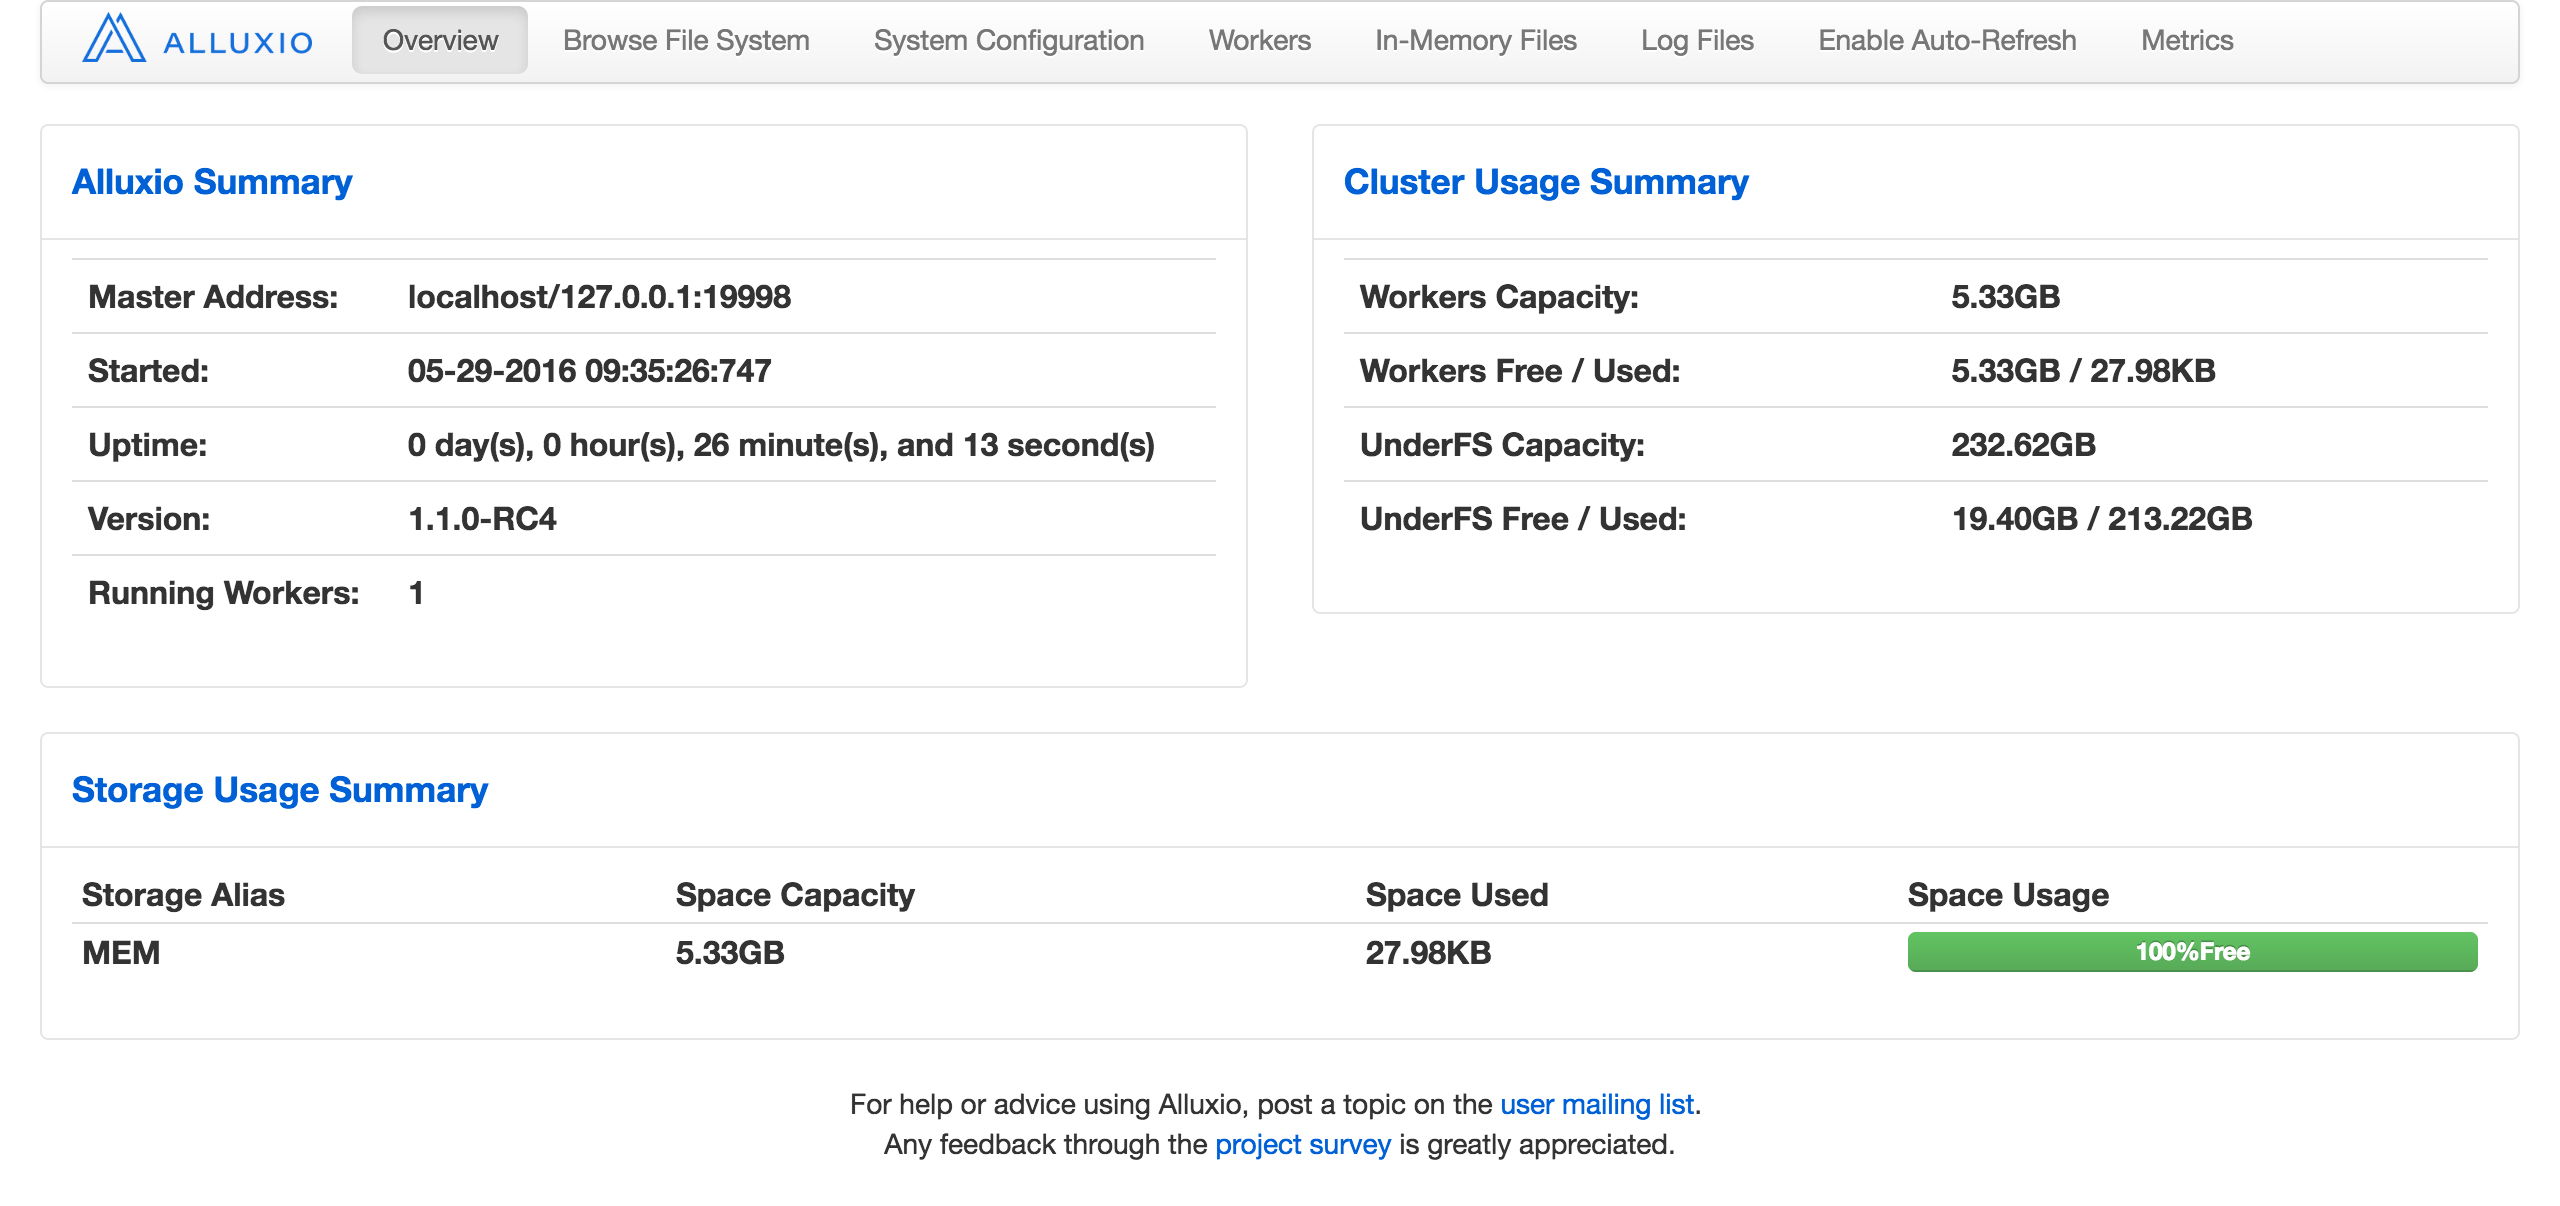 ALLUXIO Overview Browse File System System Configuration Workers In-Memory Files Log Files Enable Auto-Refresh Metrics
Alluxio Summary
Master Address: localhost/127.0.0.1:19998
Started: 05-29-2016 09:35:26:747
Uptime: 0 day(s), 0 hour(s), 26 minute(s), and 13 second(s)
Version: 1.1.0-RC4
Running Workers: 1
Cluster Usage Summary
Workers Capacity: 5.33GB
Workers Free / Used: 5.33GB / 27.98KB
UnderFS Capacity: 232.62GB
UnderFS Free / Used: 19.40GB / 213.22GB
Storage Usage Summary
Storage Alias Space Capacity Space Used Space Usage
MEM 5.33GB 27.98KB 100%Free
For help or advice using Alluxio, post a topic on the user mailing list.
Any feedback through the project survey is greatly appreciated.